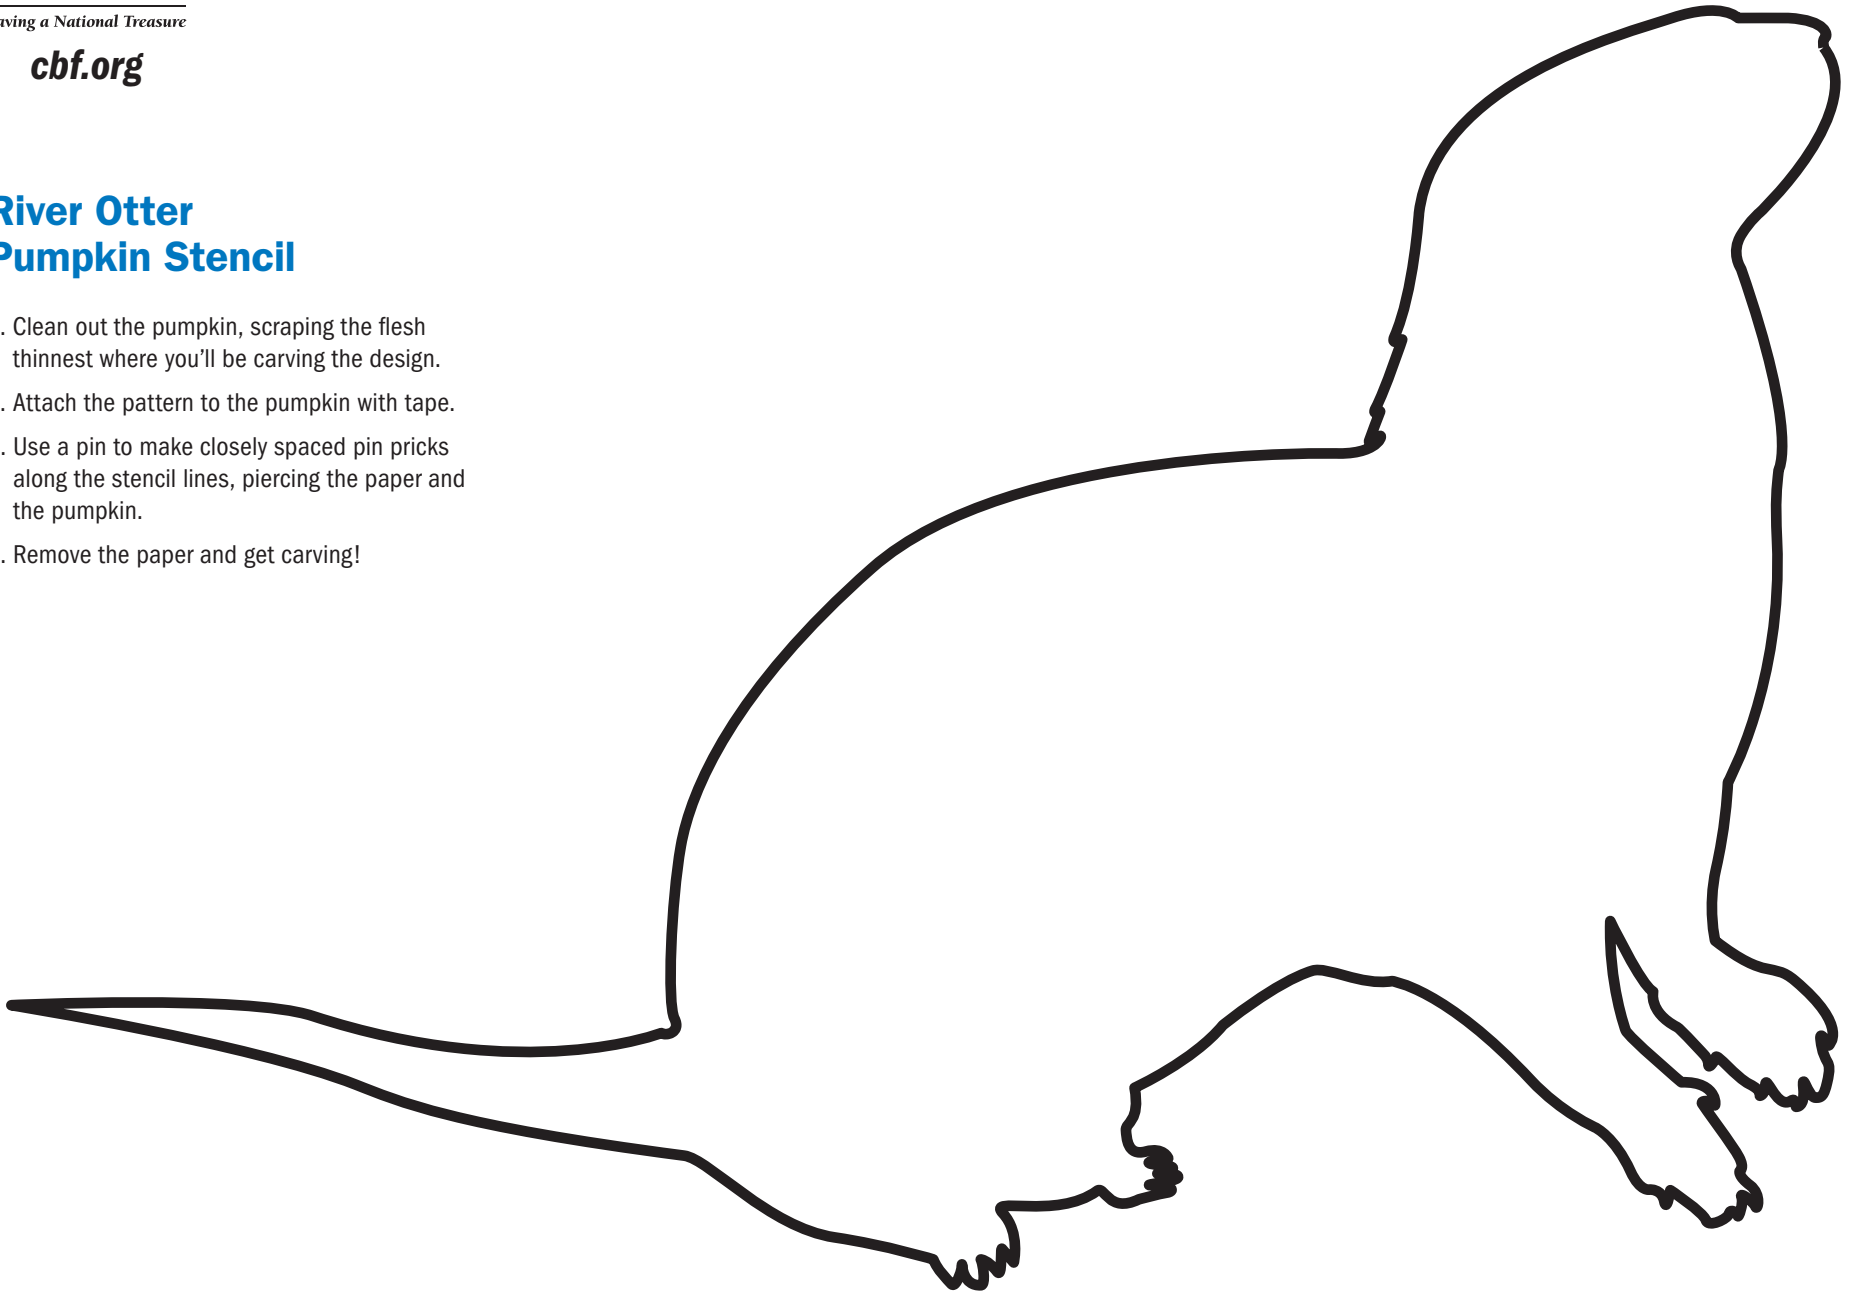 aving a National Treasure
cbf.org
River Otter
Pumpkin Stencil
. Clean out the pumpkin, scraping the flesh
thinnest where you’ll be carving the design.
. Attach the pattern to the pumpkin with tape.
. Use a pin to make closely spaced pin pricks
along the stencil lines, piercing the paper and
the pumpkin.
. Remove the paper and get carving!